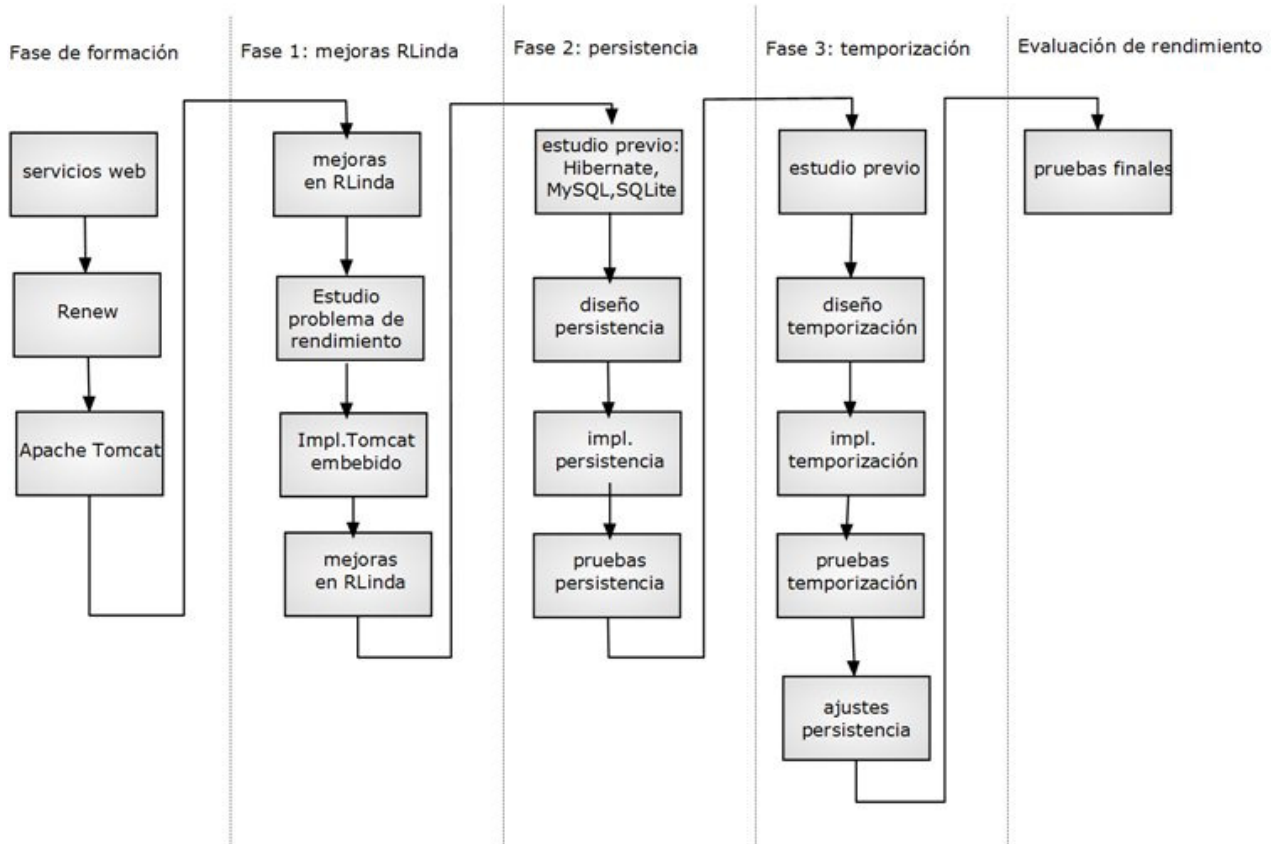 Fase de formación
servicios web
Renew
Apache Tomcat
Fase 1: mejoras RLinda
mejoras
en RLinda
Estudio
problema de
rendimiento
Impl.Tomcat
embebido
mejoras
en RLinda
Fase 2: persistencia
estudio previo:
Hibernate,
MySQL,SQLite
diseño
persistencia
impl.
persistencia
pruebas
persistencia
Fase 3: temporización
estudio previo
diseño
temporización
impl.
temporización
pruebas
temporización
ajustes
persistencia
Evaluación de rendimiento
pruebas finales